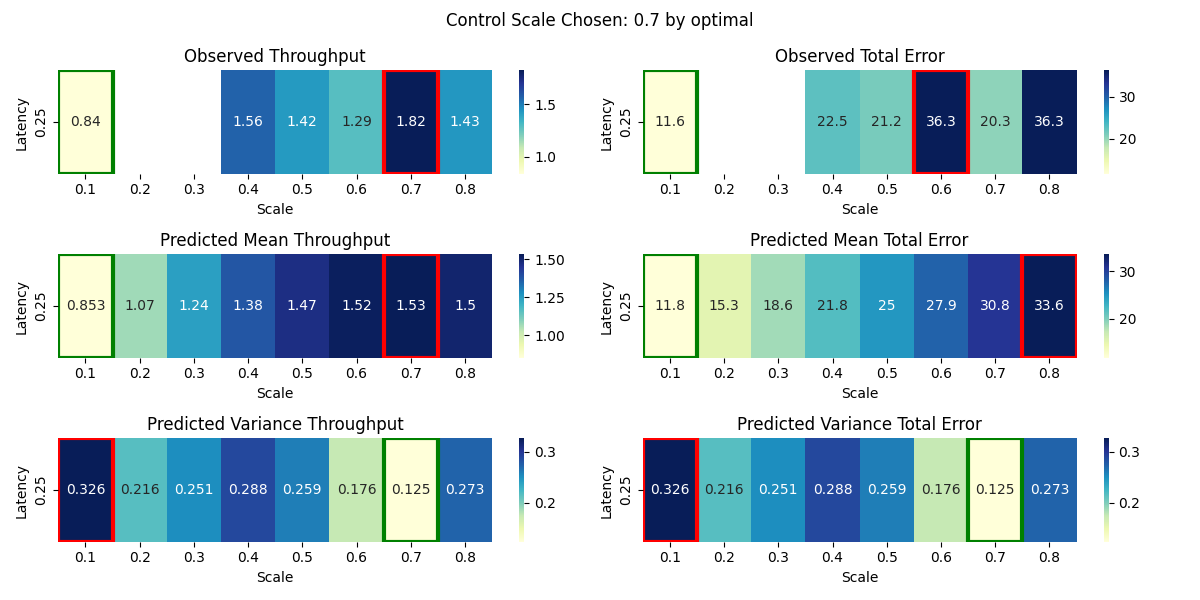 Control Scale Chosen: 0.7 by optimal
Observed Throughput
Latency
0.25
0.84 1.56 1.42 1.29 1.82 1.43
0.1 0.2 0.3 0.4 0.5 0.6 0.7 0.8
Scale
1.5
1.0
Observed Total Error
Latency
0.25
11.6 22.5 21.2 36.3 20.3 36.3
0.1 0.2 0.3 0.4 0.5 0.6 0.7 0.8
Scale
30
20
Predicted Mean Throughput
Latency
0.25
0.853 1.07 1.24 1.38 1.47 1.52 1.53 1.5
0.1 0.2 0.3 0.4 0.5 0.6 0.7 0.8
Scale
1.50
1.25
1.00
Predicted Mean Total Error
Latency
0.25
11.8 15.3 18.6 21.8 25 27.9 30.8 33.6
0.1 0.2 0.3 0.4 0.5 0.6 0.7 0.8
Scale
30
20
Predicted Variance Throughput
Latency
0.25
0.326 0.216 0.251 0.288 0.259 0.176 0.125 0.273
0.1 0.2 0.3 0.4 0.5 0.6 0.7 0.8
Scale
0.3
0.2
Predicted Variance Total Error
Latency
0.25
0.326 0.216 0.251 0.288 0.259 0.176 0.125 0.273
0.1 0.2 0.3 0.4 0.5 0.6 0.7 0.8
Scale
0.3
0.2